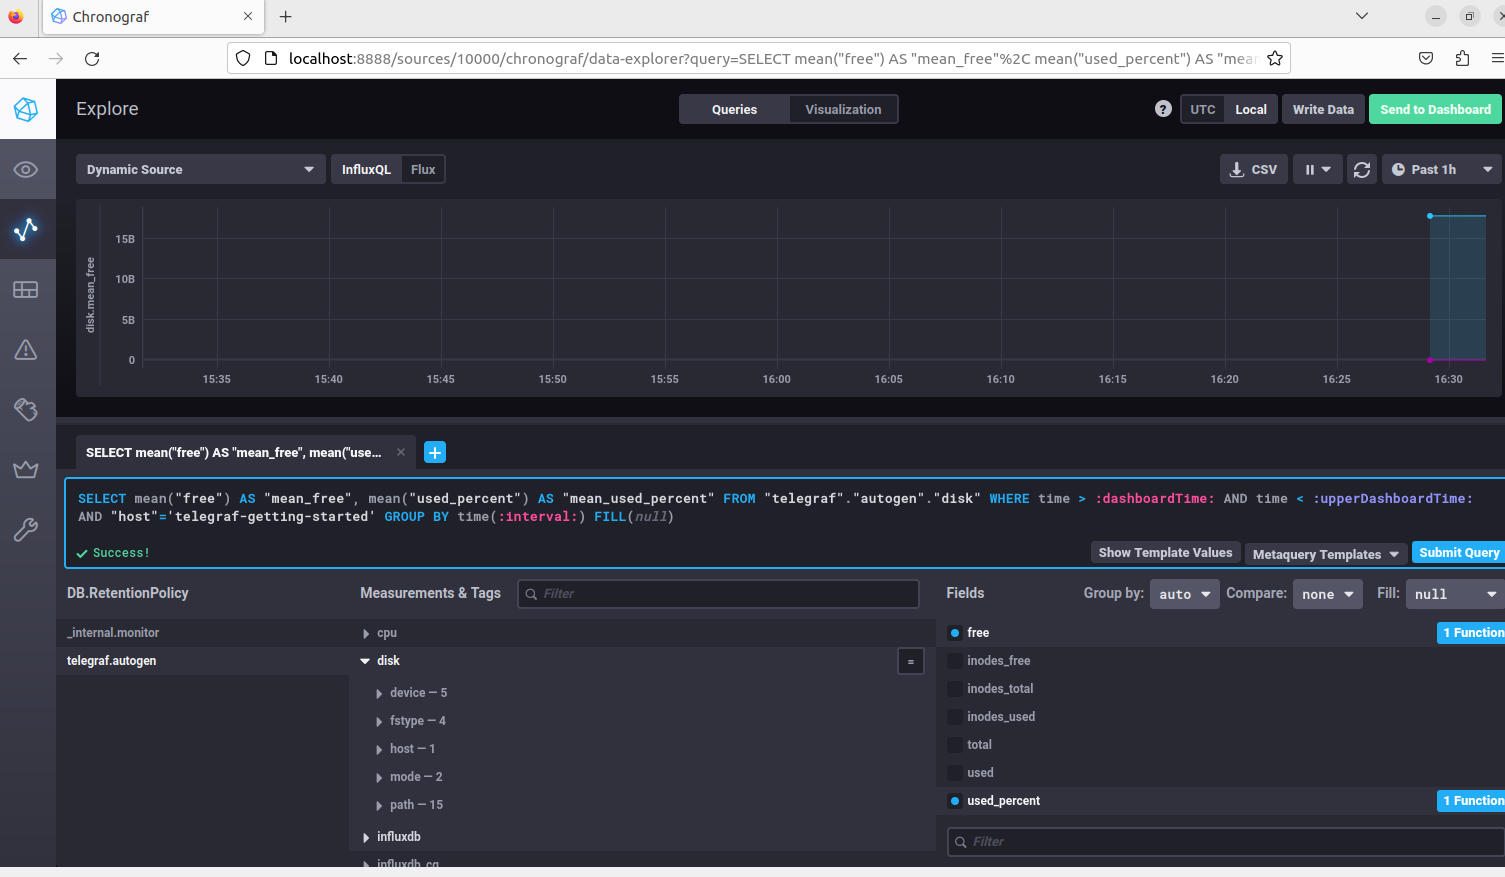 Chronograf
localhost:8888/sources/10000/chronograf/data-explorer?query=SELECT mean("free") AS "mean_free"%2C mean("used_percent") AS "mean
Explore
Queries
Visualization
?
UTC
Local
Write Data
Send to Dashboard
Dynamic Source
InfluxQL
Flux
CSV
Past 1h
disk.mean_free
15B
10B
5B
0
15:35
15:40
15:45
15:50
15:55
16:00
16:05
16:10
16:15
16:20
16:25
16:30
SELECT mean("free") AS "mean_free", mean("use...
SELECT mean("free") AS "mean_free", mean("used_percent") AS "mean_used_percent" FROM "telegraf"."autogen"."disk" WHERE time > :dashboardTime: AND time < :upperDashboardTime:
AND "host"='telegraf-getting-started' GROUP BY time(:interval:) FILL(null)
Success!
Show Template Values
Metaquery Templates
Submit Query
DB.RetentionPolicy
Measurements & Tags
Filter
Fields
Group by:
auto
Compare:
none
Fill:
null
_internal.monitor
telegraf.autogen
cpu
disk
=
device — 5
fstype — 4
host — 1
mode — 2
path — 15
influxdb
influxdb_cq
free
1 Function
inodes_free
inodes_total
inodes_used
total
used
used_percent
1 Function
Filter